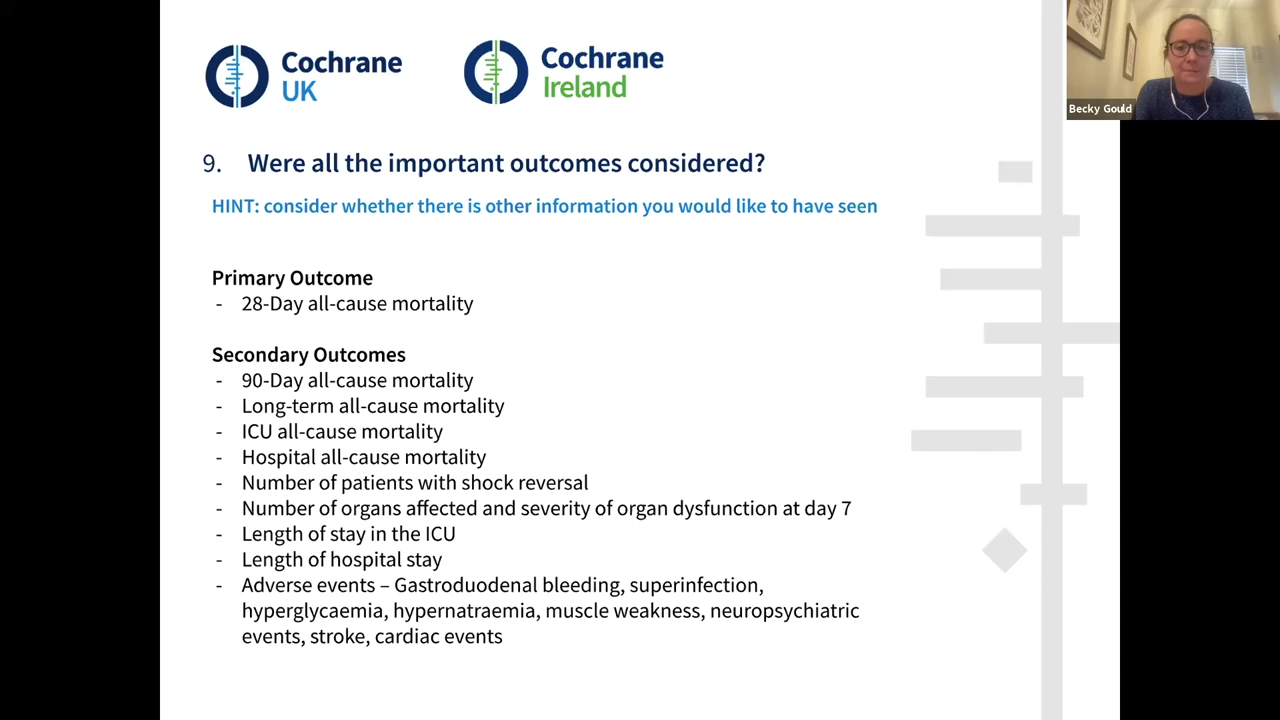 Cochrane
UK
Cochrane
Ireland
Becky Gould
9. Were all the important outcomes considered?
HINT: consider whether there is other information you would like to have seen
Primary Outcome
- 28-Day all-cause mortality
Secondary Outcomes
- 90-Day all-cause mortality
- Long-term all-cause mortality
- ICU all-cause mortality
- Hospital all-cause mortality
- Number of patients with shock reversal
- Number of organs affected and severity of organ dysfunction at day 7
- Length of stay in the ICU
- Length of hospital stay
- Adverse events – Gastroduodenal bleeding, superinfection,
hyperglycaemia, hypernatraemia, muscle weakness, neuropsychiatric
events, stroke, cardiac events